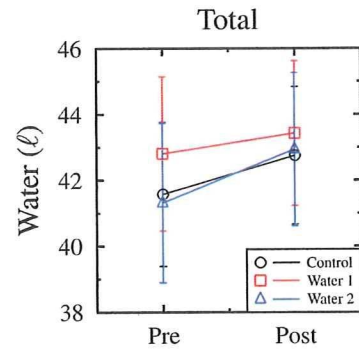 Total
Water (ℓ)
46
44
42
40
38
Control
Water 1
Water 2
Pre
Post